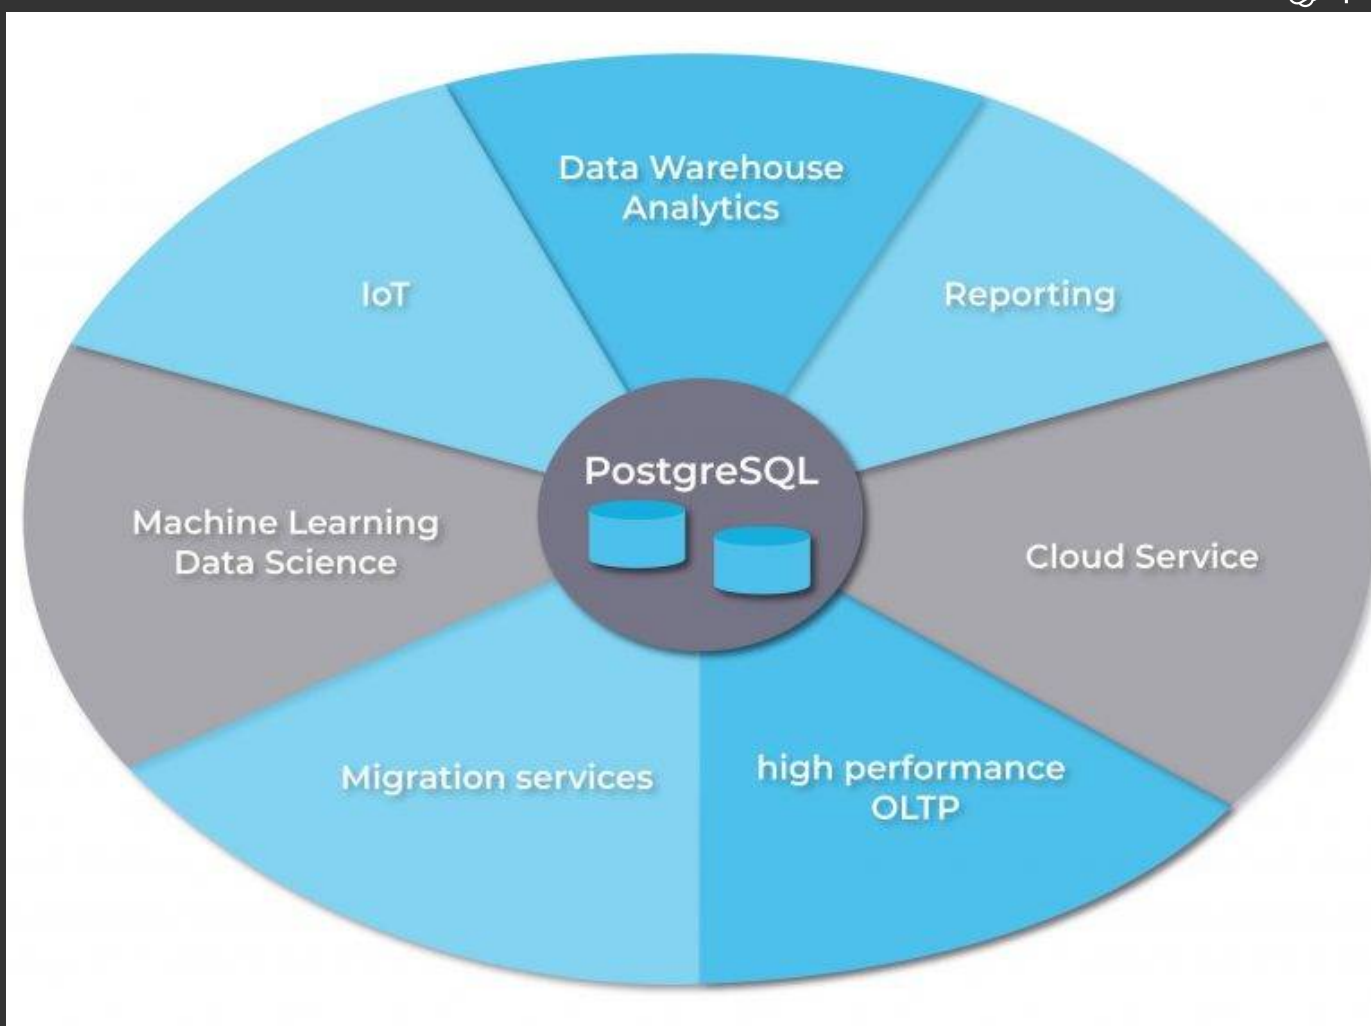 Data Warehouse
Analytics
IoT
Reporting
PostgreSQL
Machine Learning
Data Science
Cloud Service
Migration services
high performance
OLTP